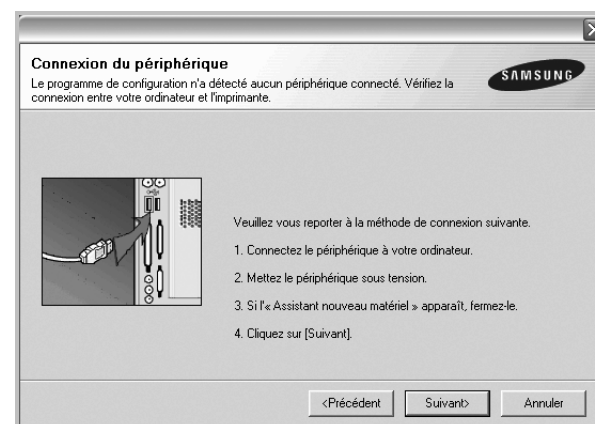 Connexion du périphérique
Le programme de configuration n'a détecté aucun périphérique connecté. Vérifiez la
connexion entre votre ordinateur et l'imprimante.
SAMSUNG
Veuillez vous reporter à la méthode de connexion suivante.
1. Connectez le périphérique à votre ordinateur.
2. Mettez le périphérique sous tension.
3. Si l'« Assistant nouveau matériel » apparaît, fermez-le.
4. Cliquez sur [Suivant].
<Précédent Suivant> Annuler